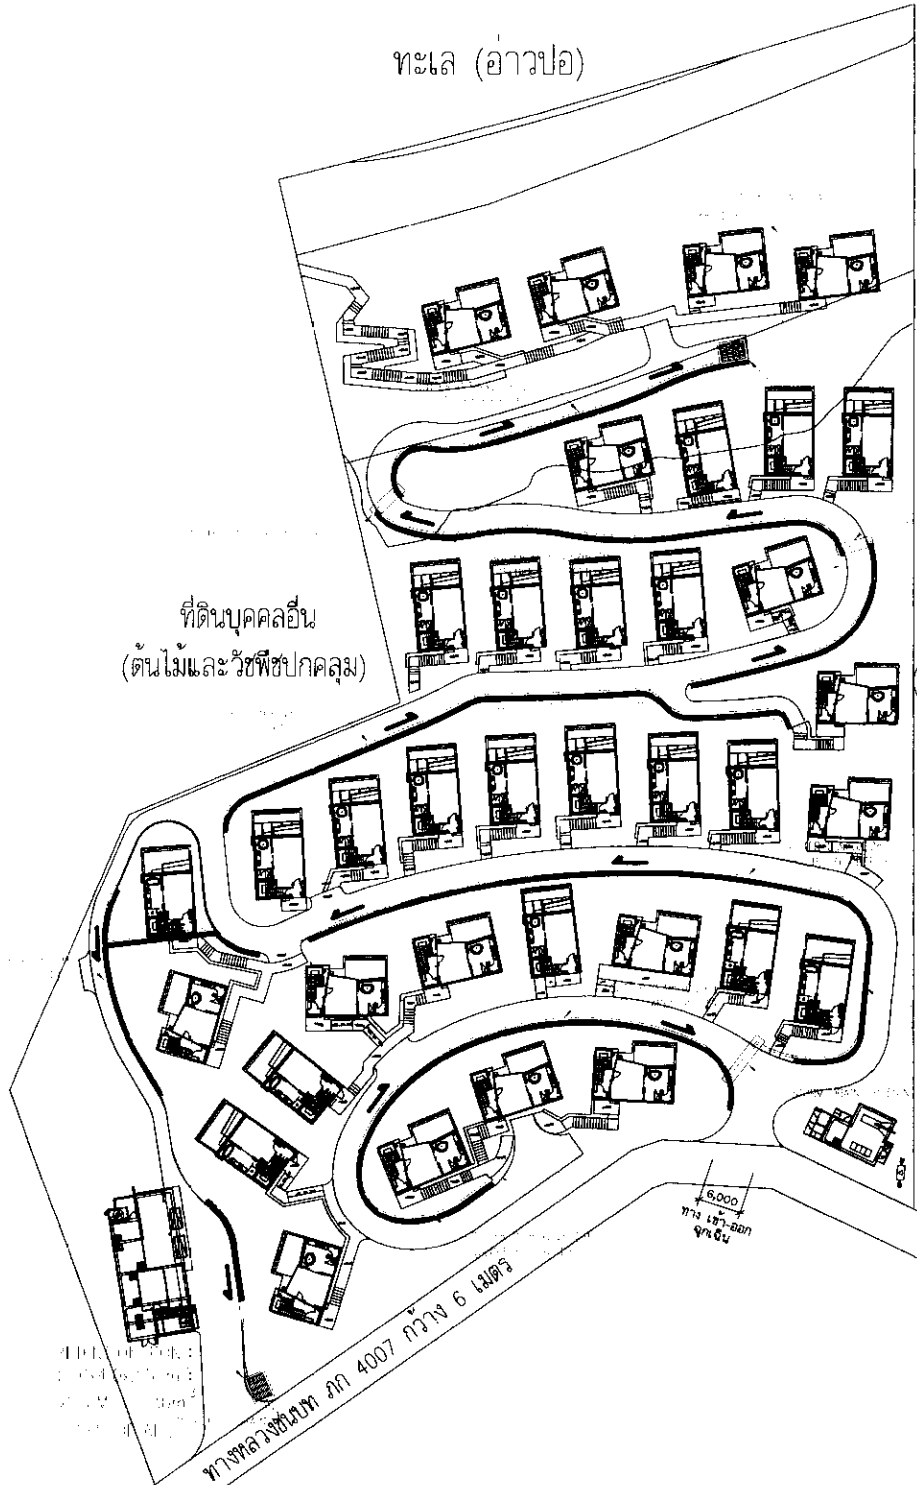 ทะเล (อ่าวปอ)
ที่ดินบุคคลอื่น
(ต้นไม้และวัชพืชปกคลุม)
6,000
ทาง เข้า-ออก
ฉุกเฉิน
ทางหลวงชนบท ภก 4007 กว้าง 6 เมตร